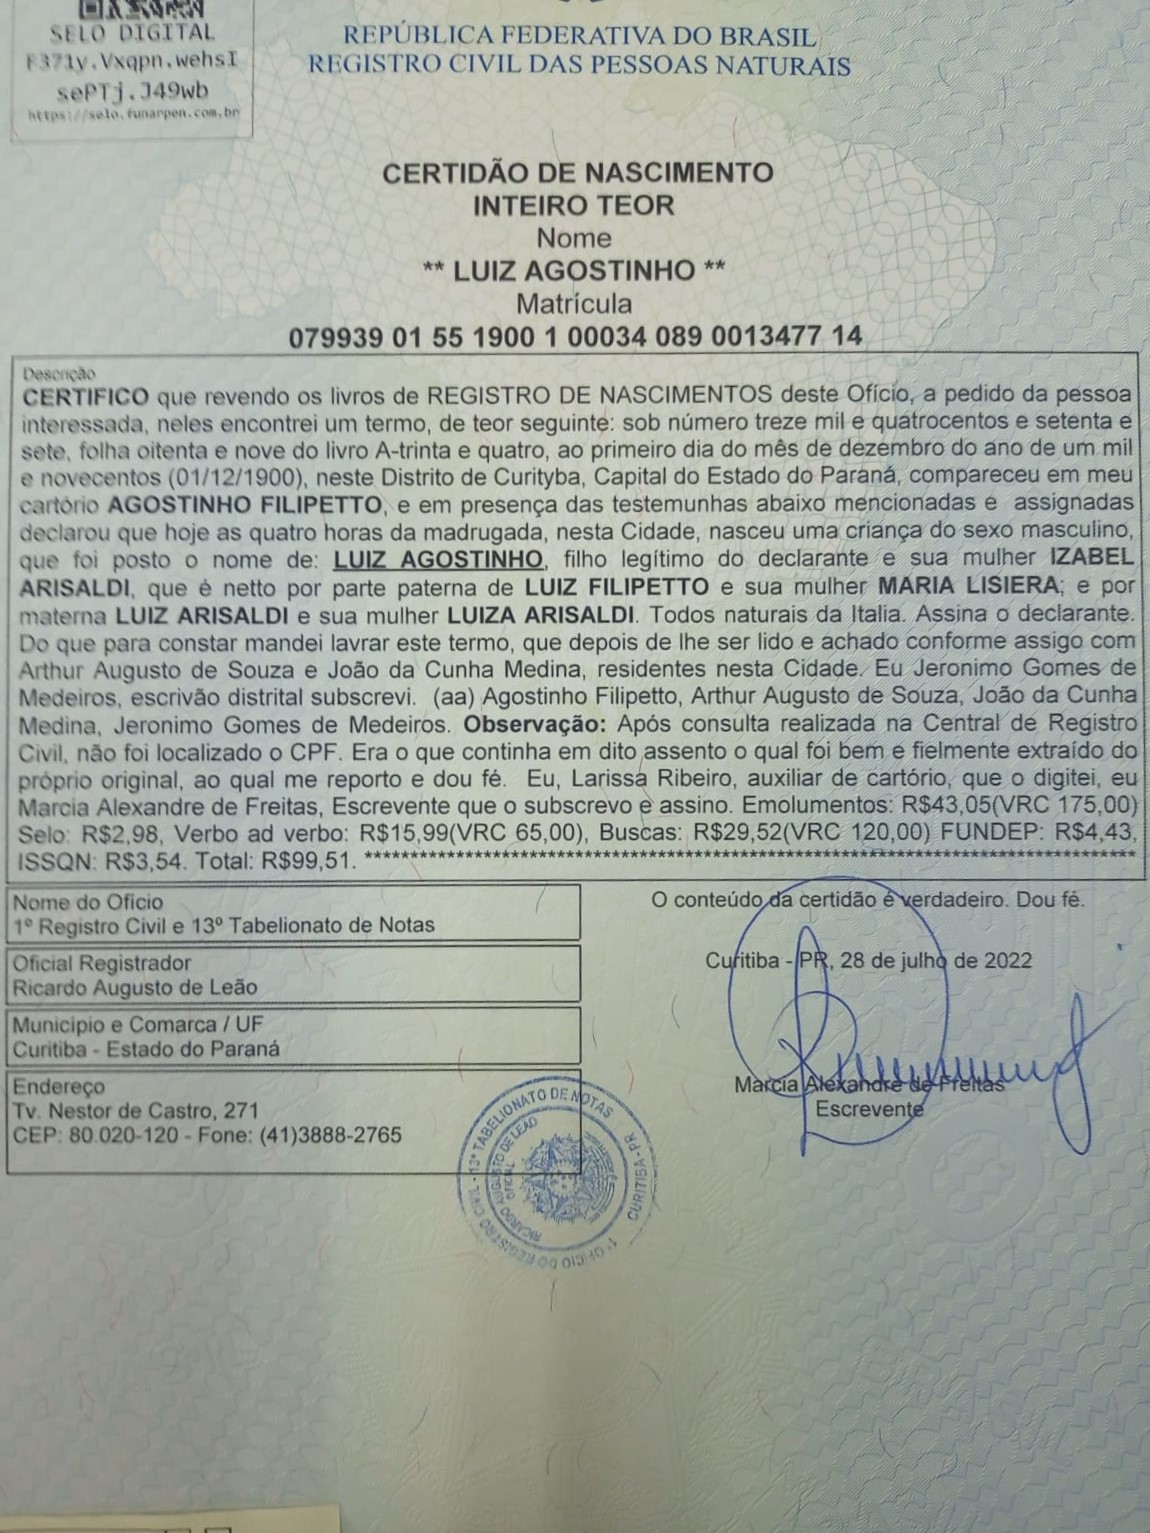 SELO DIGITAL
F371y.Vxqpn.wehsI
sePTj.J49wb
https://selo.funarpen.com.br
REPÚBLICA FEDERATIVA DO BRASIL
REGISTRO CIVIL DAS PESSOAS NATURAIS
CERTIDÃO DE NASCIMENTO
INTEIRO TEOR
Nome
** LUIZ AGOSTINHO **
Matrícula
079939 01 55 1900 1 00034 089 0013477 14
Descrição
CERTIFICO que revendo os livros de REGISTRO DE NASCIMENTOS deste Ofício, a pedido da pessoa
interessada, neles encontrei um termo, de teor seguinte: sob número treze mil e quatrocentos e setenta e
sete, folha oitenta e nove do livro A-trinta e quatro, ao primeiro dia do mês de dezembro do ano de um mil
e novecentos (01/12/1900), neste Distrito de Curityba, Capital do Estado do Paraná, compareceu em meu
cartório AGOSTINHO FILIPETTO, e em presença das testemunhas abaixo mencionadas e assignadas
declarou que hoje as quatro horas da madrugada, nesta Cidade, nasceu uma criança do sexo masculino,
que foi posto o nome de: LUIZ AGOSTINHO, filho legítimo do declarante e sua mulher IZABEL
ARISALDI, que é netto por parte paterna de LUIZ FILIPETTO e sua mulher MARIA LISIERA; e por
materna LUIZ ARISALDI e sua mulher LUIZA ARISALDI. Todos naturais da Italia. Assina o declarante.
Do que para constar mandei lavrar este termo, que depois de lhe ser lido e achado conforme assigo com
Arthur Augusto de Souza e João da Cunha Medina, residentes nesta Cidade. Eu Jeronimo Gomes de
Medeiros, escrivão distrital subscrevi. (aa) Agostinho Filipetto, Arthur Augusto de Souza, João da Cunha
Medina, Jeronimo Gomes de Medeiros. Observação: Após consulta realizada na Central de Registro
Civil, não foi localizado o CPF. Era o que continha em dito assento o qual foi bem e fielmente extraído do
próprio original, ao qual me reporto e dou fé. Eu, Larissa Ribeiro, auxiliar de cartório, que o digitei, eu
Marcia Alexandre de Freitas, Escrevente que o subscrevo e assino. Emolumentos: R$43,05(VRC 175,00)
Selo: R$2,98, Verbo ad verbo: R$15,99(VRC 65,00), Buscas: R$29,52(VRC 120,00) FUNDEP: R$4,43,
ISSQN: R$3,54. Total: R$99,51. ******************************************************************************
Nome do Ofício
1º Registro Civil e 13º Tabelionato de Notas
Oficial Registrador
Ricardo Augusto de Leão
Município e Comarca / UF
Curitiba - Estado do Paraná
Endereço
Tv. Nestor de Castro, 271
CEP: 80.020-120 - Fone: (41)3888-2765
O conteúdo da certidão é verdadeiro. Dou fé.
Curitiba - PR, 28 de julho de 2022
Marcia Alexandre de Freitas
Escrevente
1º OFÍCIO DO REGISTRO CIVIL - 13º TABELIONATO DE NOTAS
CURITIBA-PR
RICARDO AUGUSTO DE LEÃO
OFICIAL